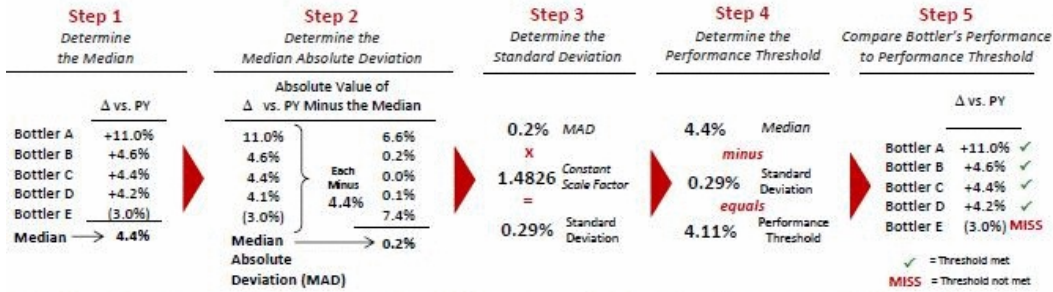 Step 1
Determine
the Median
Δ vs. PY
Bottler A +11.0%
Bottler B +4.6%
Bottler C +4.4%
Bottler D +4.2%
Bottler E (3.0%)
Median 4.4%
Step 2
Determine the
Median Absolute Deviation
Absolute Value of
Δ vs. PY Minus the Median
11.0% 6.6%
4.6% 0.2%
4.4% 0.0%
4.1% 0.1%
(3.0%) 7.4%
Each
Minus
4.4%
Median 0.2%
Absolute
Deviation (MAD)
Step 3
Determine the
Standard Deviation
0.2% MAD
x
1.4826 Constant
Scale Factor
=
0.29% Standard
Deviation
Step 4
Determine the
Performance Threshold
4.4% Median
minus
0.29% Standard
Deviation
equals
4.11% Performance
Threshold
Step 5
Compare Bottler's Performance
to Performance Threshold
Δ vs. PY
Bottler A +11.0% ✓
Bottler B +4.6% ✓
Bottler C +4.4% ✓
Bottler D +4.2% ✓
Bottler E (3.0%) MISS
✓ = Threshold met
MISS = Threshold not met